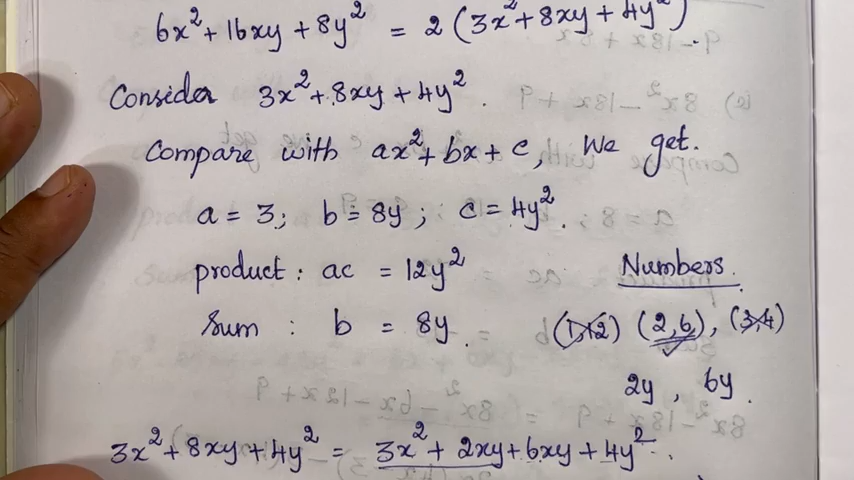 6x² + 16xy + 8y² = 2 (3x² + 8xy + 4y²).
Consider 3x² + 8xy + 4y².
Compare with ax² + bx + c, We get.
a = 3; b = 8y; c = 4y².
product : ac = 12y² Numbers.
Sum : b = 8y. (1,12) (2,6), (3,4)
2y, 6y.
3x² + 8xy + 4y² = 3x² + 2xy + 6xy + 4y².